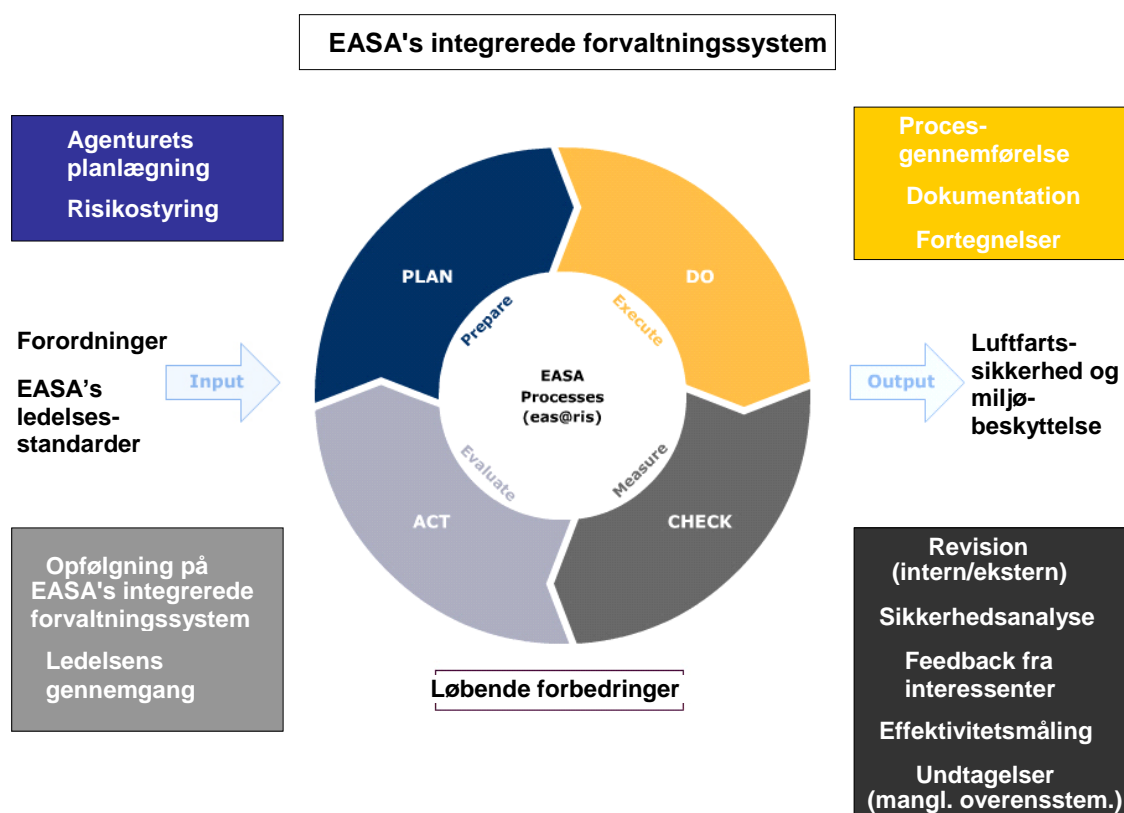 EASA's integrerede forvaltningssystem
Agenturets
planlægning
Risikostyring
Proces-
gennemførelse
Dokumentation
Fortegnelser
PLAN
DO
Prepare
Execute
Forordninger
EASA’s
ledelses-
standarder
Input
EASA
Processes
(eas@ris)
Output
Luftfarts-
sikkerhed og
miljø-
beskyttelse
Evaluate
Measure
ACT
CHECK
Opfølgning på
EASA's integrerede
forvaltningssystem
Ledelsens
gennemgang
Løbende forbedringer
Revision
(intern/ekstern)
Sikkerhedsanalyse
Feedback fra
interessenter
Effektivitetsmåling
Undtagelser
(mangl. overensstem.)